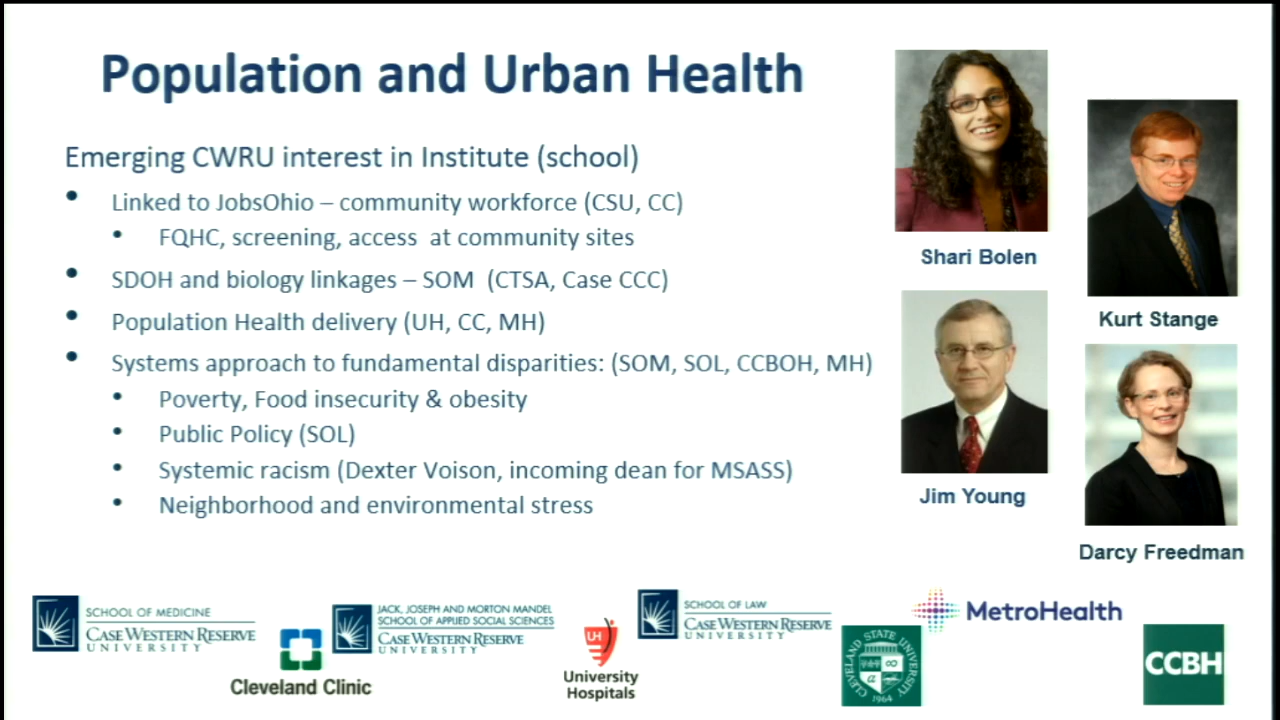 Population and Urban Health
Emerging CWRU interest in Institute (school)
• Linked to JobsOhio – community workforce (CSU, CC)
• FQHC, screening, access at community sites
• SDOH and biology linkages – SOM (CTSA, Case CCC)
• Population Health delivery (UH, CC, MH)
• Systems approach to fundamental disparities: (SOM, SOL, CCBOH, MH)
• Poverty, Food insecurity & obesity
• Public Policy (SOL)
• Systemic racism (Dexter Voison, incoming dean for MSASS)
• Neighborhood and environmental stress
Shari Bolen
Kurt Stange
Jim Young
Darcy Freedman
SCHOOL OF MEDICINE
CASE WESTERN RESERVE
UNIVERSITY
Cleveland Clinic
JACK, JOSEPH AND MORTON MANDEL
SCHOOL OF APPLIED SOCIAL SCIENCES
CASE WESTERN RESERVE
UNIVERSITY
UH
University
Hospitals
SCHOOL OF LAW
CASE WESTERN RESERVE
UNIVERSITY
CLEVELAND STATE UNIVERSITY
1964
MetroHealth
CCBH